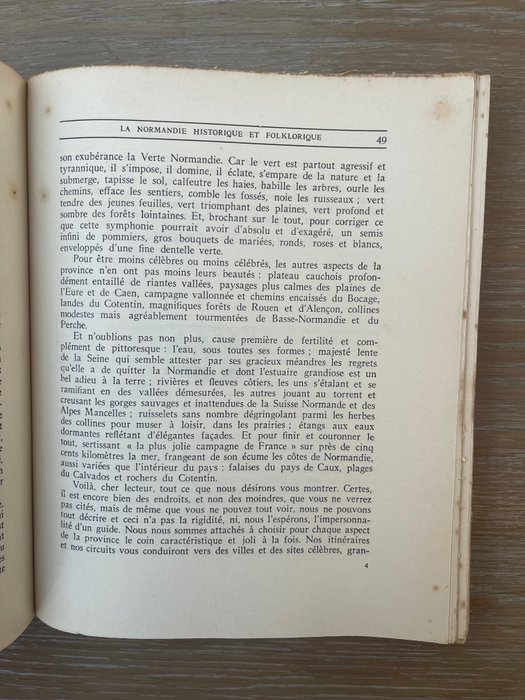 LA NORMANDIE HISTORIQUE ET FOLKLORIQUE 49
son exubérance la Verte Normandie. Car le vert est partout agressif et
tyrannique, il s'impose, il domine, il éclate, s'empare de la nature et la
submerge, tapisse le sol, calfeutre les haies, habille les arbres, ourle les
chemins, efface les sentiers, comble les fossés, noie les ruisseaux ; vert
tendre des jeunes feuilles, vert triomphant des plaines, vert profond et
sombre des forêts lointaines. Et, brochant sur le tout, pour corriger ce
que cette symphonie pourrait avoir d'absolu et d'exagéré, un semis
infini de pommiers, gros bouquets de mariées, ronds, roses et blancs,
enveloppés d'une fine dentelle verte.
Pour être moins célèbres ou moins célébrés, les autres aspects de la
province n'en ont pas moins leurs beautés : plateau cauchois profon-
dément entaillé de riantes vallées, paysages plus calmes des plaines de
l'Eure et de Caen, campagne vallonnée et chemins encaissés du Bocage,
landes du Cotentin, magnifiques forêts de Rouen et d'Alençon, collines
modestes mais agréablement tourmentées de Basse-Normandie et du
Perche.
Et n'oublions pas non plus, cause première de fertilité et com-
plément de pittoresque : l'eau, sous toutes ses formes ; majesté lente
de la Seine qui semble attester par ses gracieux méandres les regrets
qu'elle a de quitter la Normandie et dont l'estuaire grandiose est un
bel adieu à la terre ; rivières et fleuves côtiers, les uns s'étalant et se
ramifiant en des vallées démesurées, les autres jouant au torrent et
creusant les gorges sauvages et inattendues de la Suisse Normande et des
Alpes Mancelles ; ruisselets sans nombre dégringolant parmi les herbes
des collines pour muser à loisir, dans les prairies ; étangs aux eaux
dormantes reflétant d'élégantes façades. Et pour finir et couronner le
tout, sertissant « la plus jolie campagne de France » sur près de cinq
cents kilomètres la mer, frangeant de son écume les côtes de Normandie,
aussi variées que l'intérieur du pays : falaises du pays de Caux, plages
du Calvados et rochers du Cotentin.
Voilà, cher lecteur, tout ce que nous désirons vous montrer. Certes,
il est encore bien des endroits, et non des moindres, que vous ne verrez
pas cités, mais de même que vous ne pouvez tout voir, nous ne pouvons
tout décrire et ceci n'a pas la rigidité, ni, nous l'espérons, l'impersonna-
lité d'un guide. Nous nous sommes attachés à choisir pour chaque aspect
de la province le coin caractéristique et joli à la fois. Nos itinéraires
et nos circuits vous conduiront vers des villes et des sites célèbres, gran-
4